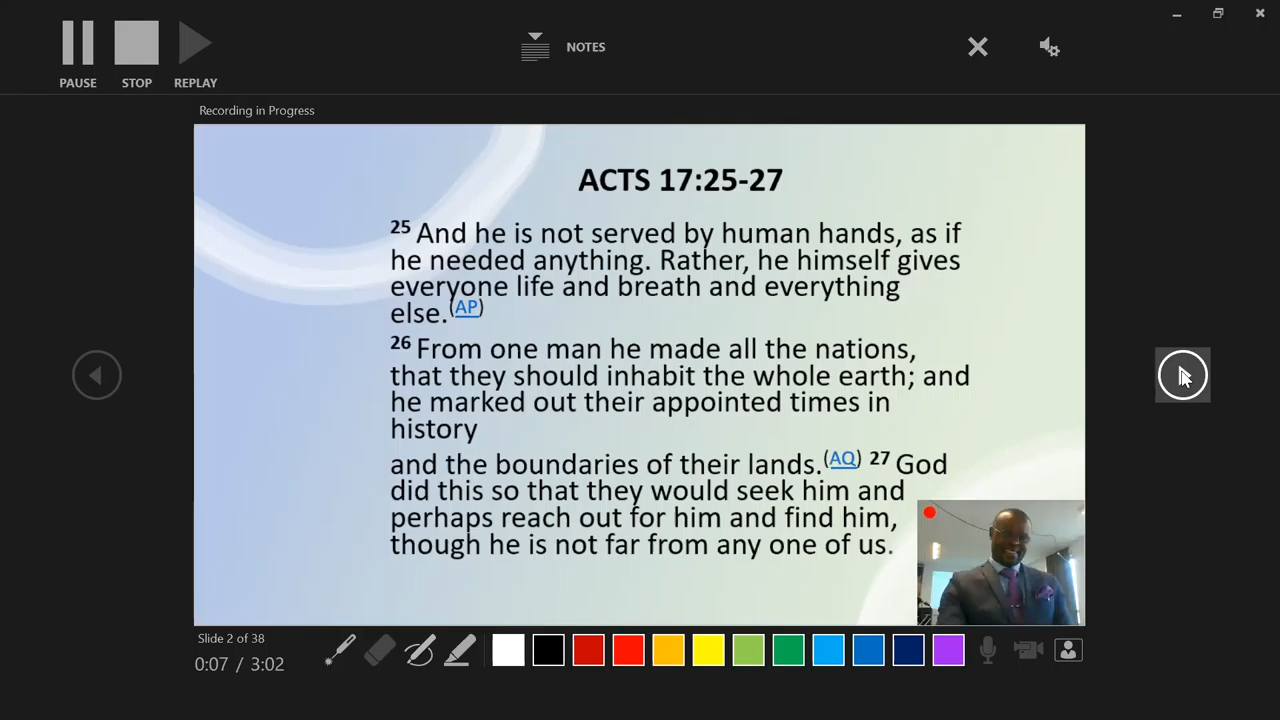 PAUSE
STOP
REPLAY
NOTES
Recording in Progress
ACTS 17:25-27
25 And he is not served by human hands, as if
he needed anything. Rather, he himself gives
everyone life and breath and everything
else.(AP)
26 From one man he made all the nations,
that they should inhabit the whole earth; and
he marked out their appointed times in
history
and the boundaries of their lands.(AQ) 27 God
did this so that they would seek him and
perhaps reach out for him and find him,
though he is not far from any one of us.
Slide 2 of 38
0:07 / 3:02